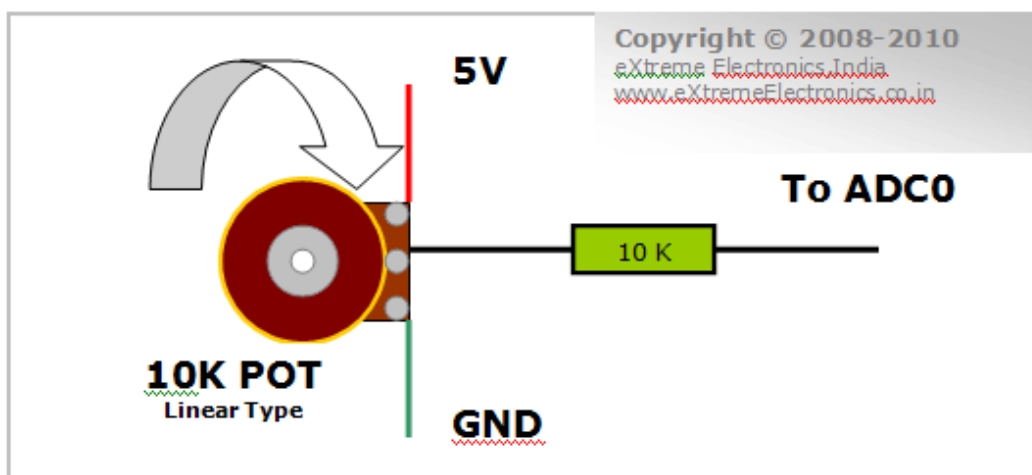 Copyright © 2008-2010
eXtreme Electronics,India
www.eXtremeElectronics.co.in
5V
To ADC0
10 K
10K POT
Linear Type
GND